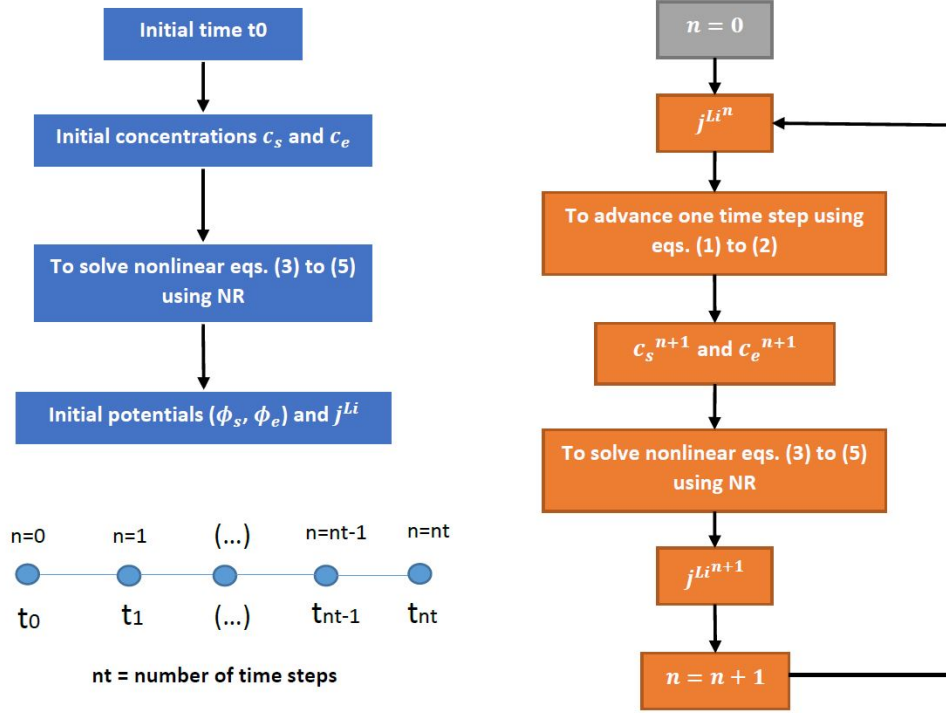 Initial time t0
Initial concentrations c_s and c_e
To solve nonlinear eqs. (3) to (5)
using NR
Initial potentials (ϕ_s, ϕ_e) and j^{Li}
n=0 n=1 (...) n=nt-1 n=nt
t0 t1 (...) tnt-1 tnt
nt = number of time steps
n = 0
j^{Li^n}
To advance one time step using
eqs. (1) to (2)
c_s^{n+1} and c_e^{n+1}
To solve nonlinear eqs. (3) to (5)
using NR
j^{Li^{n+1}}
n = n + 1